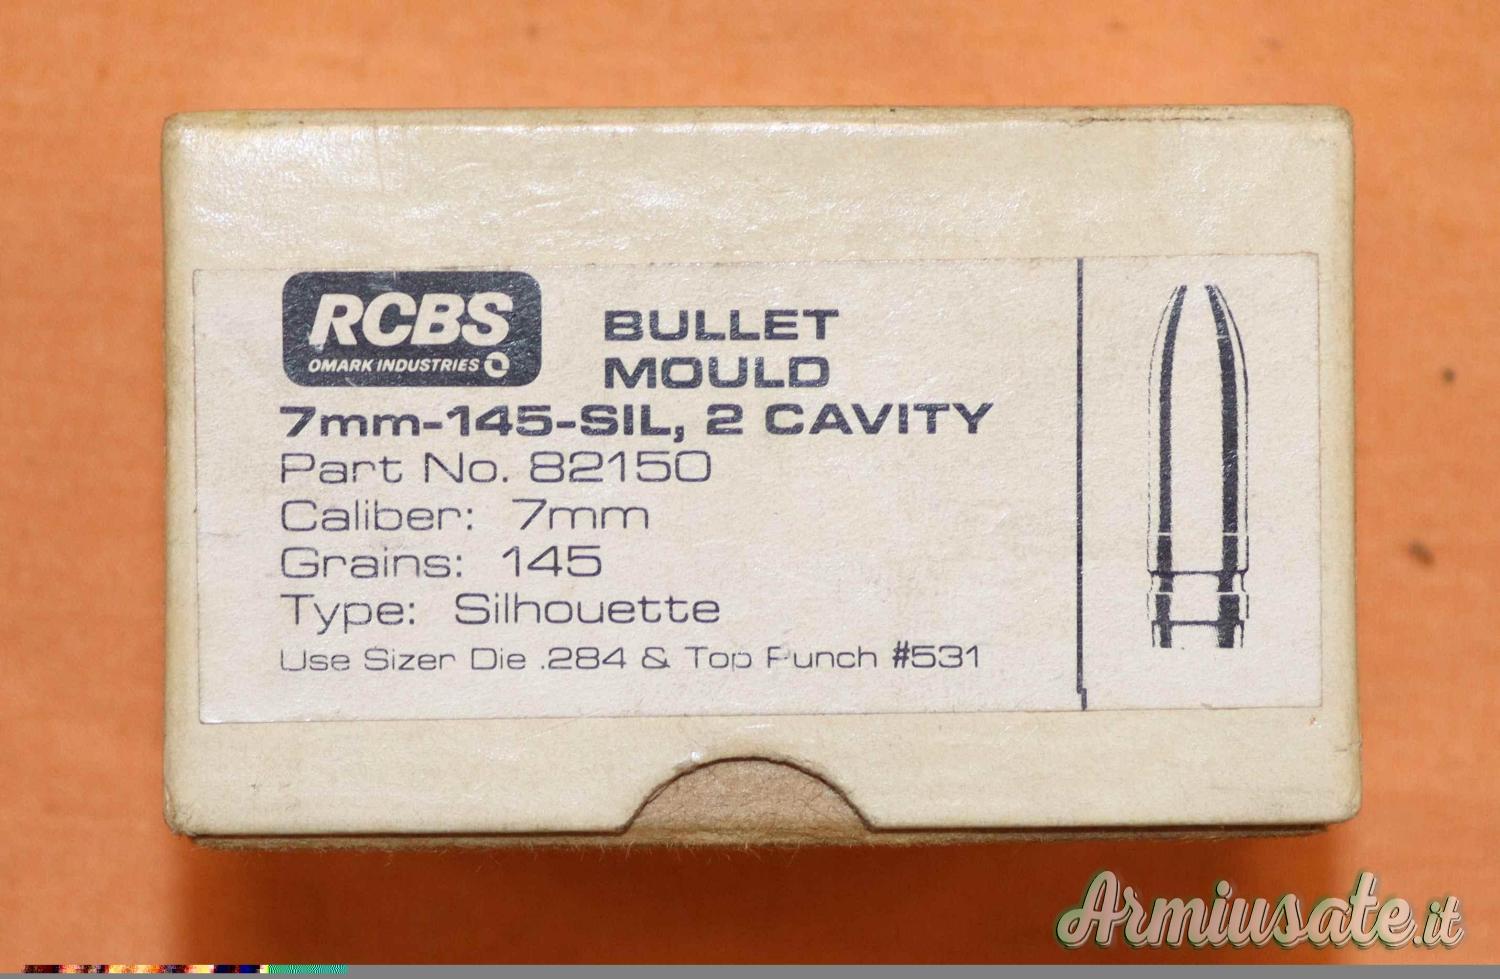 RCBS
OMARK INDUSTRIES
BULLET
MOULD
7mm-145-SIL, 2 CAVITY
Part No. 82150
Caliber: 7mm
Grains: 145
Type: Silhouette
Use Sizer Die .284 & Top Punch #531
Armiusate.it